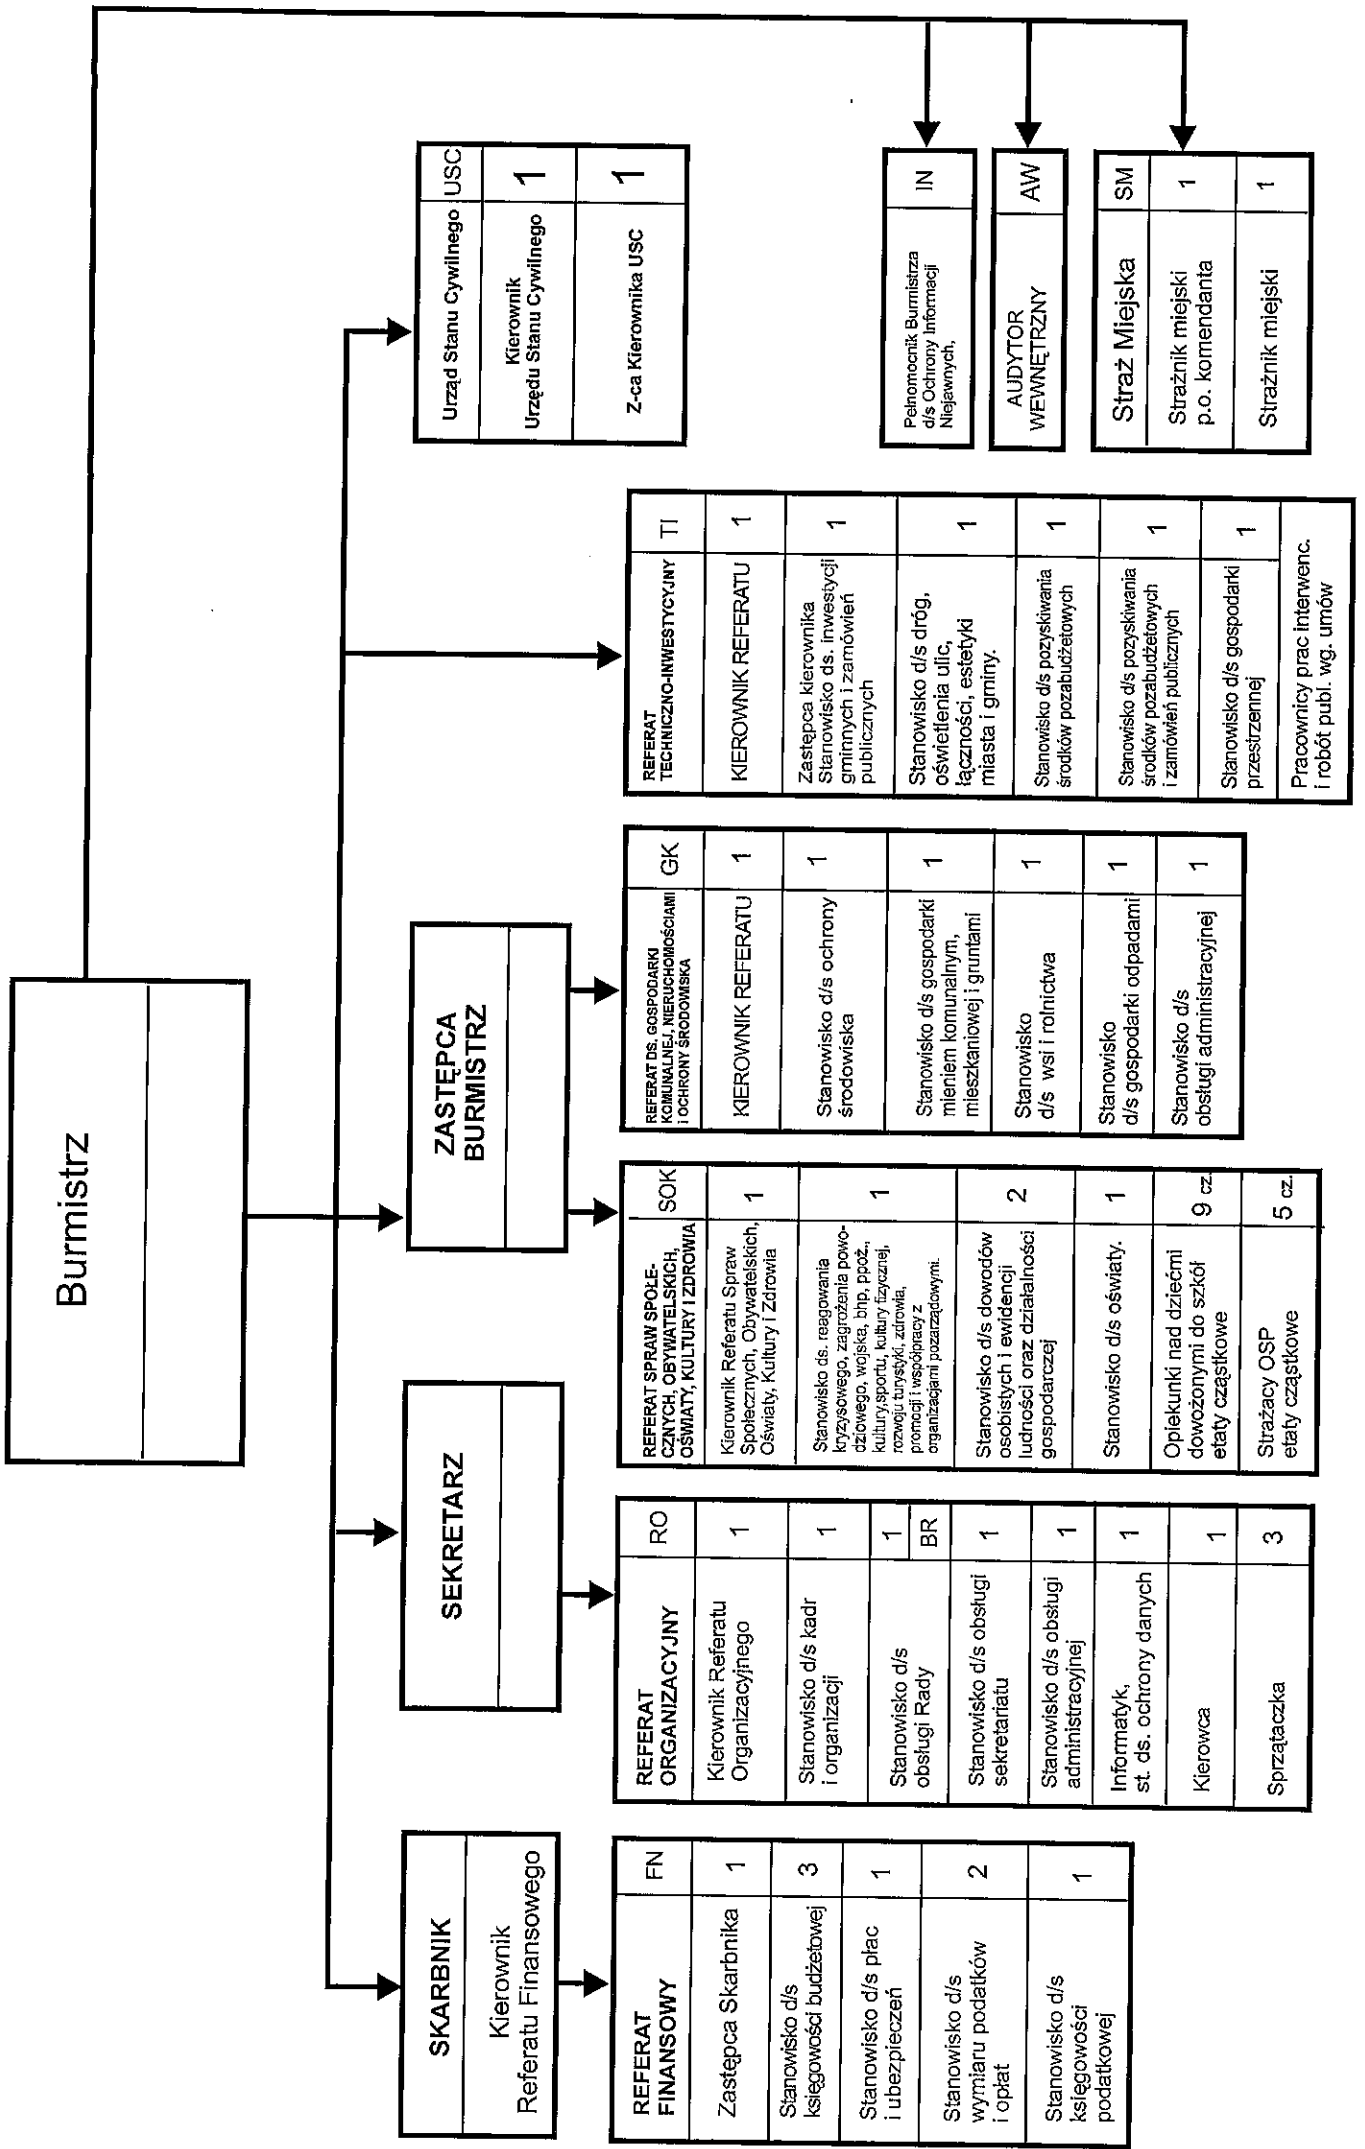 Burmistrz
SKARBNIK
Kierownik
Referatu Finansowego
SEKRETARZ
ZASTĘPCA
BURMISTRZ
Urząd Stanu Cywilnego USC
Kierownik
Urzędu Stanu Cywilnego 1
Z-ca Kierownika USC 1
REFERAT
FINANSOWY FN
Zastępca Skarbnika 1
Stanowisko d/s
księgowości budżetowej 3
Stanowisko d/s płac
i ubezpieczeń 1
Stanowisko d/s
wymiaru podatków
i opłat 2
Stanowisko d/s
księgowości
podatkowej 1
REFERAT
ORGANIZACYJNY RO
Kierownik Referatu
Organizacyjnego 1
Stanowisko d/s kadr
i organizacji 1
Stanowisko d/s 1
obsługi Rady BR
Stanowisko d/s obsługi
sekretariatu 1
Stanowisko d/s obsługi
administracyjnej 1
Informatyk,
st. ds. ochrony danych 1
Kierowca 1
Sprzątaczka 3
REFERAT SPRAW SPOŁE-
CZNYCH, OBYWATELSKICH,
OŚWIATY, KULTURY I ZDROWIA SOK
Kierownik Referatu Spraw
Społecznych, Obywatelskich,
Oświaty, Kultury i Zdrowia 1
Stanowisko ds. reagowania
kryzysowego, zagrożenia powo-
dziowego, wojska, bhp, ppoż.,
kultury,sportu, kultury fizycznej,
rozwoju turystyki, zdrowia,
promocji i współpracy z
organizacjami pozarządowymi. 1
Stanowisko d/s dowodów
osobistych i ewidencji
ludności oraz działalności
gospodarczej 2
Stanowisko d/s oświaty. 1
Opiekunki nad dziećmi
dowożonymi do szkół
etaty cząstkowe 9 cz.
Strażacy OSP
etaty cząstkowe 5 cz.
REFERAT DS. GOSPODARKI
KOMUNALNEJ, NIERUCHOMOŚCIAMI
I OCHRONY ŚRODOWISKA GK
KIEROWNIK REFERATU 1
Stanowisko d/s ochrony
środowiska 1
Stanowisko d/s gospodarki
mieniem komunalnym,
mieszkaniowej i gruntami 1
Stanowisko
d/s wsi i rolnictwa 1
Stanowisko
d/s gospodarki odpadami 1
Stanowisko d/s
obsługi administracyjnej 1
REFERAT
TECHNICZNO-INWESTYCYJNY TI
KIEROWNIK REFERATU 1
Zastępca kierownika
Stanowisko ds. inwestycji
gminnych i zamówień
publicznych 1
Stanowisko d/s dróg,
oświetlenia ulic,
łączności, estetyki
miasta i gminy. 1
Stanowisko d/s pozyskiwania
środków pozabudżetowych 1
Stanowisko d/s pozyskiwania
środków pozabudżetowych
i zamówień publicznych 1
Stanowisko d/s gospodarki
przestrzennej 1
Pracownicy prac interwenc.
i robót publ. wg. umów
Pełnomocnik Burmistrza
d/s Ochrony Informacji
Niejawnych, IN
AUDYTOR
WEWNĘTRZNY AW
Straż Miejska SM
Strażnik miejski
p.o. komendanta 1
Strażnik miejski 1